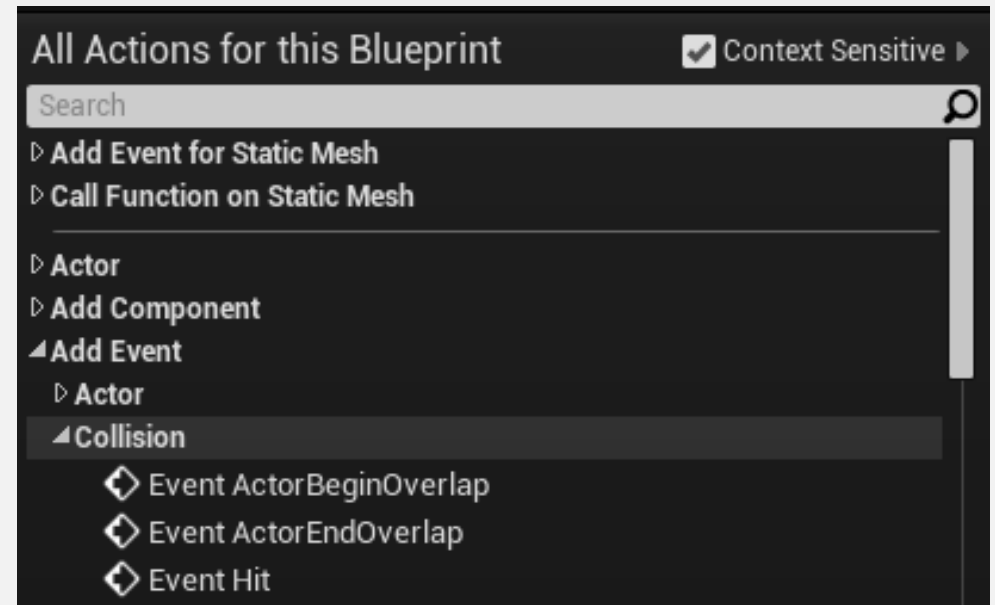 All Actions for this Blueprint Context Sensitive
Search
Add Event for Static Mesh
Call Function on Static Mesh
Actor
Add Component
Add Event
Actor
Collision
Event ActorBeginOverlap
Event ActorEndOverlap
Event Hit